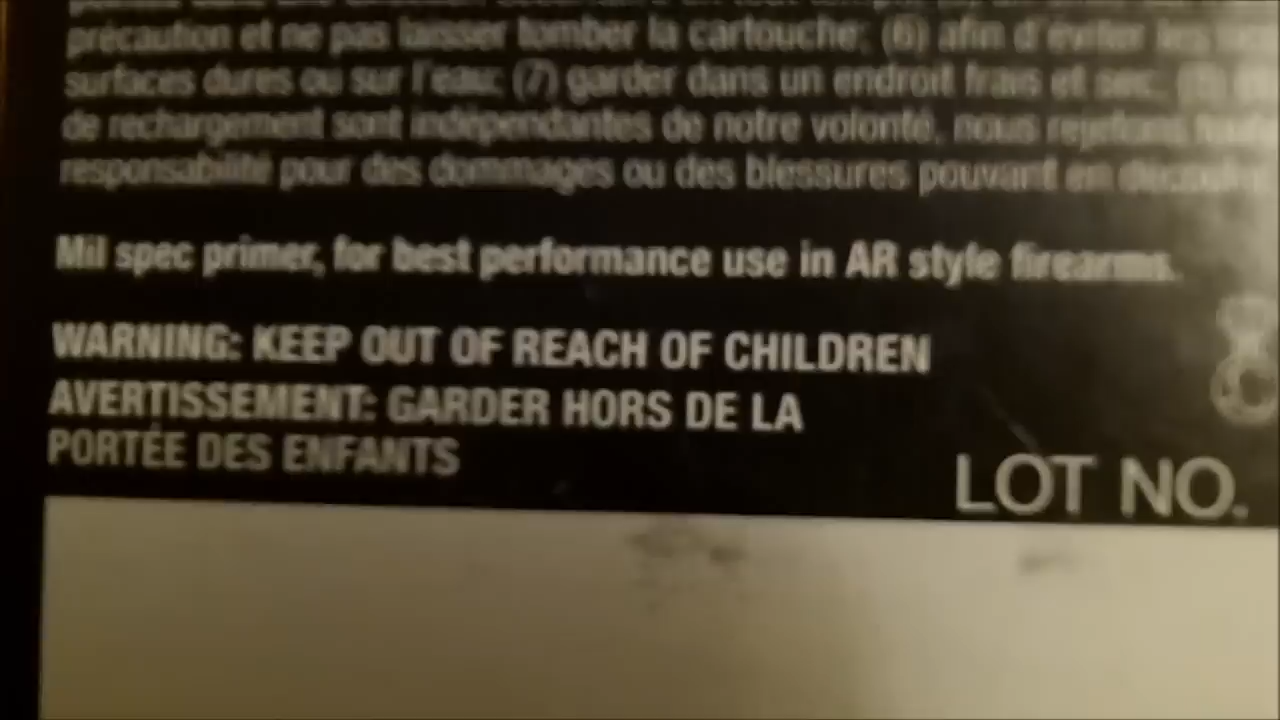 précaution et ne pas laisser tomber la cartouche; (6) afin d'éviter les
surfaces dures ou sur l'eau; (7) garder dans un endroit frais et sec;
de rechargement sont indépendantes de notre volonté, nous rejetons
responsabilité pour des dommages ou des blessures pouvant en
Mil spec primer, for best performance use in AR style firearms.
WARNING: KEEP OUT OF REACH OF CHILDREN
AVERTISSEMENT: GARDER HORS DE LA
PORTÉE DES ENFANTS
LOT NO.